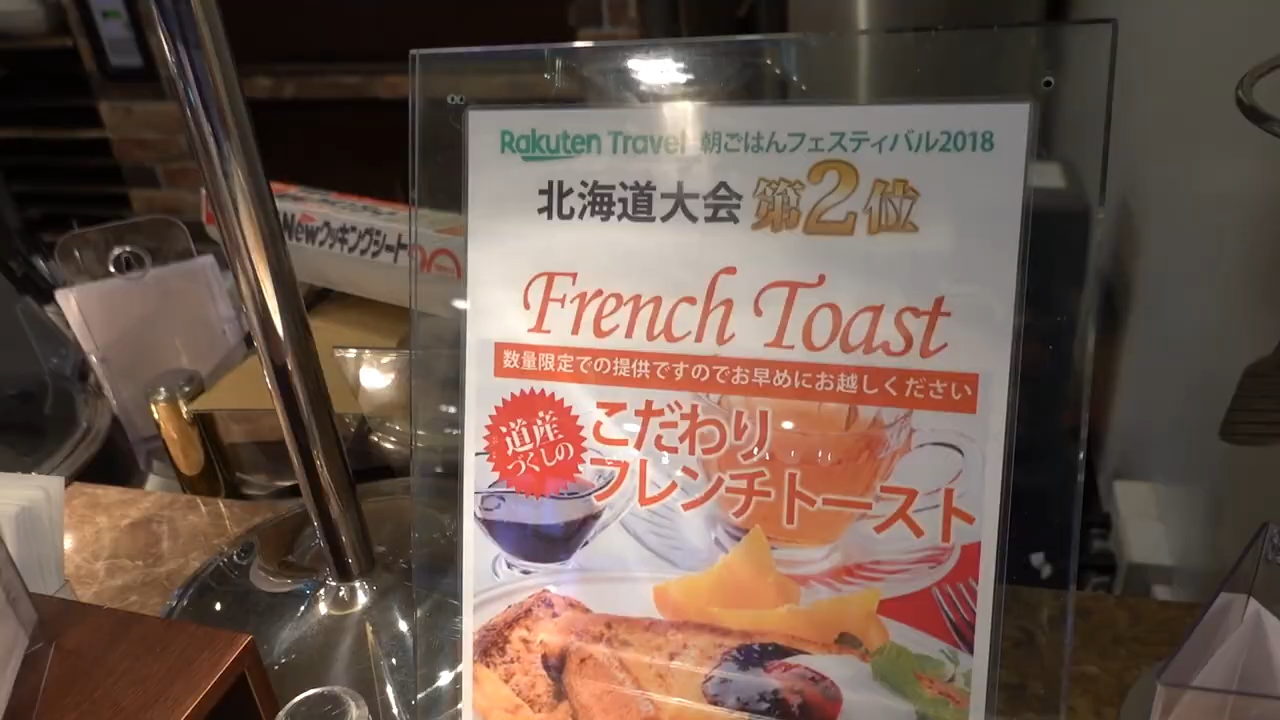 Rakuten Travel 朝ごはんフェスティバル2018
北海道大会 第2位
Newクッキングシート
French Toast
数量限定での提供ですのでお早めにお越しください
道産
づくしの
こだわり
フレンチトースト